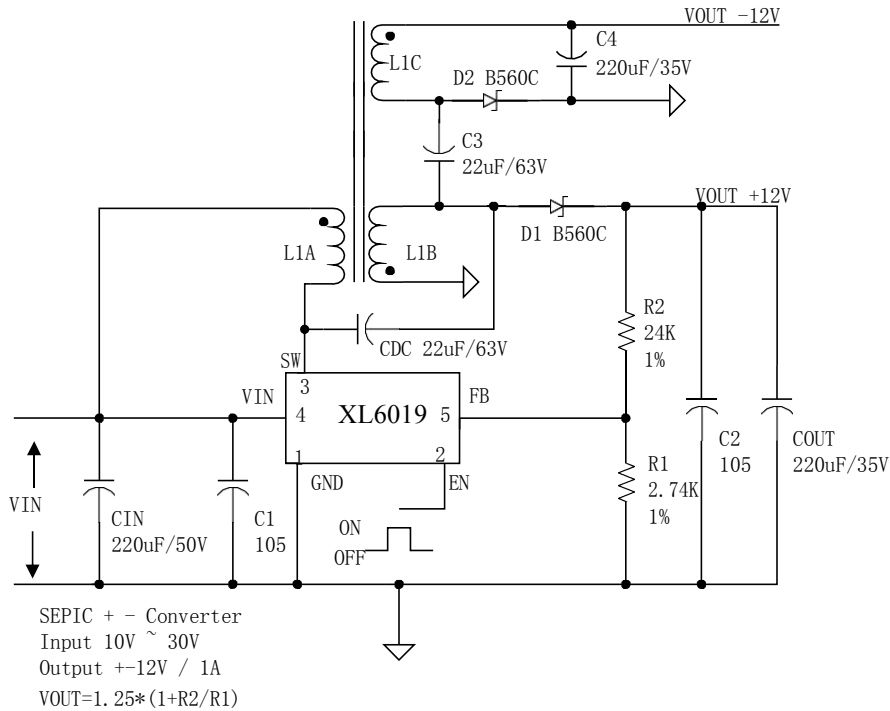 VOUT -12V
C4
220uF/35V
L1C
D2 B560C
C3
22uF/63V
VOUT +12V
D1 B560C
L1A
L1B
R2
24K
1%
CDC 22uF/63V
SW
3
VIN
4
XL6019
5
FB
1
2
GND
EN
VIN
CIN
220uF/50V
C1
105
ON
OFF
R1
2.74K
1%
C2
105
COUT
220uF/35V
SEPIC + - Converter
Input 10V ~ 30V
Output +-12V / 1A
VOUT=1.25*(1+R2/R1)